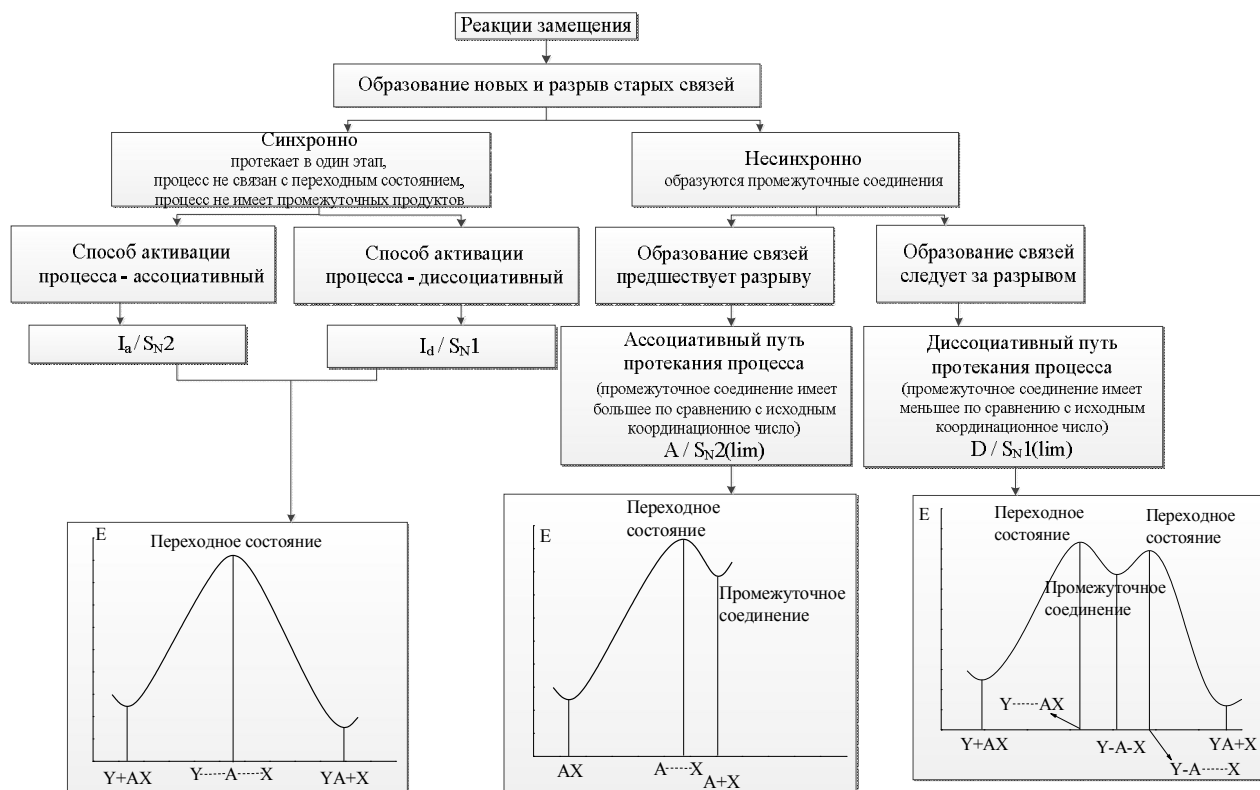 Реакции замещения
Образование новых и разрыв старых связей
Синхронно
протекает в один этап,
процесс не связан с переходным состоянием,
процесс не имеет промежуточных продуктов
Несинхронно
образуются промежуточные соединения
Способ активации
процесса - ассоциативный
Способ активации
процесса - диссоциативный
Образование связей
предшествует разрыву
Образование связей
следует за разрывом
Ia / SN2
Id / SN1
Ассоциативный путь
протекания процесса
(промежуточное соединение имеет
большее по сравнению с исходным
координационное число)
A / SN2(lim)
Диссоциативный путь
протекания процесса
(промежуточное соединение имеет
меньшее по сравнению с исходным
координационное число)
D / SN1(lim)
E
Переходное состояние
Y+AX
Y-----A-----X
YA+X
E
Переходное
состояние
Промежуточное
соединение
AX
A-----X
A+X
E
Переходное
состояние
Переходное
состояние
Промежуточное
соединение
Y-----AX
Y+AX
Y-A-X
YA+X
Y-A-----X